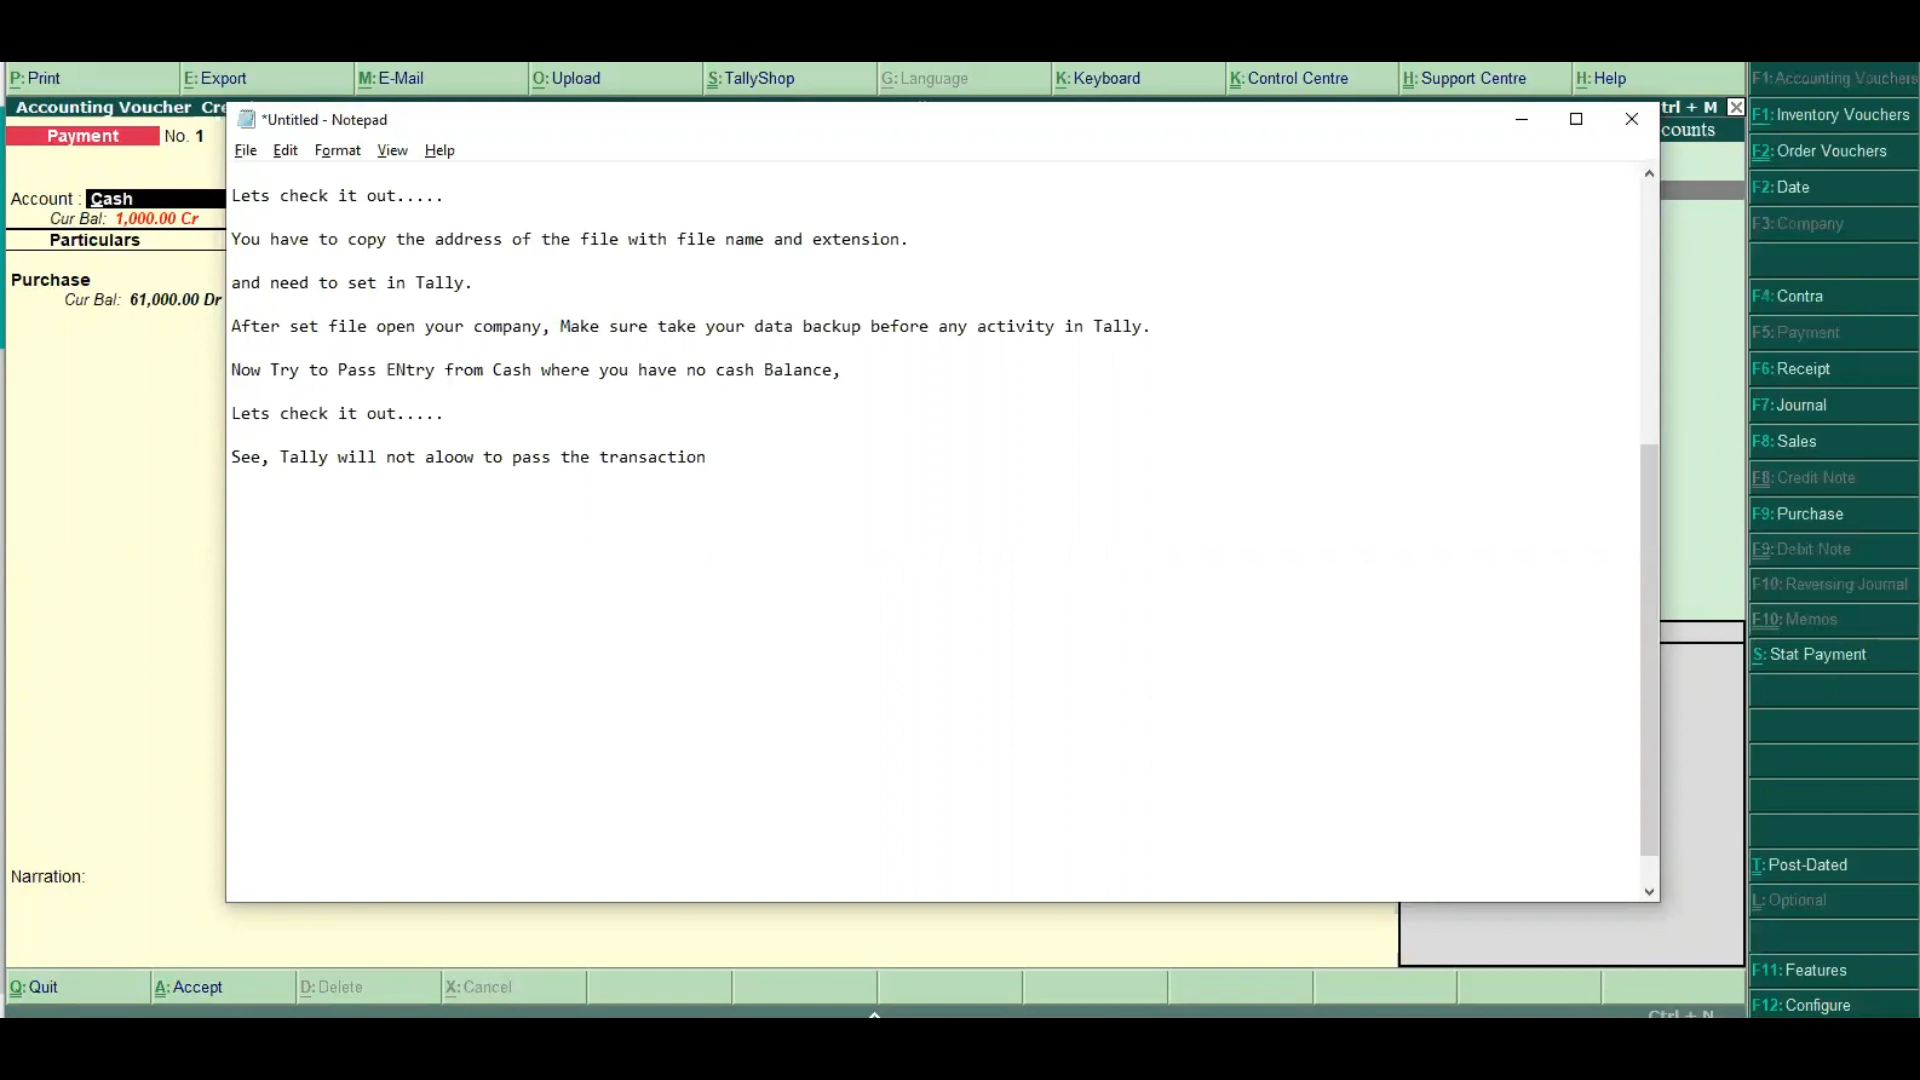 P: Print
E: Export
M: E-Mail
O: Upload
S: TallyShop
G: Language
K: Keyboard
K: Control Centre
H: Support Centre
H: Help
Accounting Voucher Cre
trl + M
Payment No. 1
counts
Account : Cash
Cur Bal: 1,000.00 Cr
Particulars
Purchase
Cur Bal: 61,000.00 Dr
Narration:
*Untitled - Notepad
File Edit Format View Help
Lets check it out.....
You have to copy the address of the file with file name and extension.
and need to set in Tally.
After set file open your company, Make sure take your data backup before any activity in Tally.
Now Try to Pass ENtry from Cash where you have no cash Balance,
Lets check it out.....
See, Tally will not aloow to pass the transaction
F1: Accounting Vouchers
F1: Inventory Vouchers
F2: Order Vouchers
F2: Date
F3: Company
F4: Contra
F5: Payment
F6: Receipt
F7: Journal
F8: Sales
F8: Credit Note
F9: Purchase
F9: Debit Note
F10: Reversing Journal
F10: Memos
S: Stat Payment
T: Post-Dated
L: Optional
F11: Features
F12: Configure
Q: Quit
A: Accept
D: Delete
X: Cancel
Ctrl + N